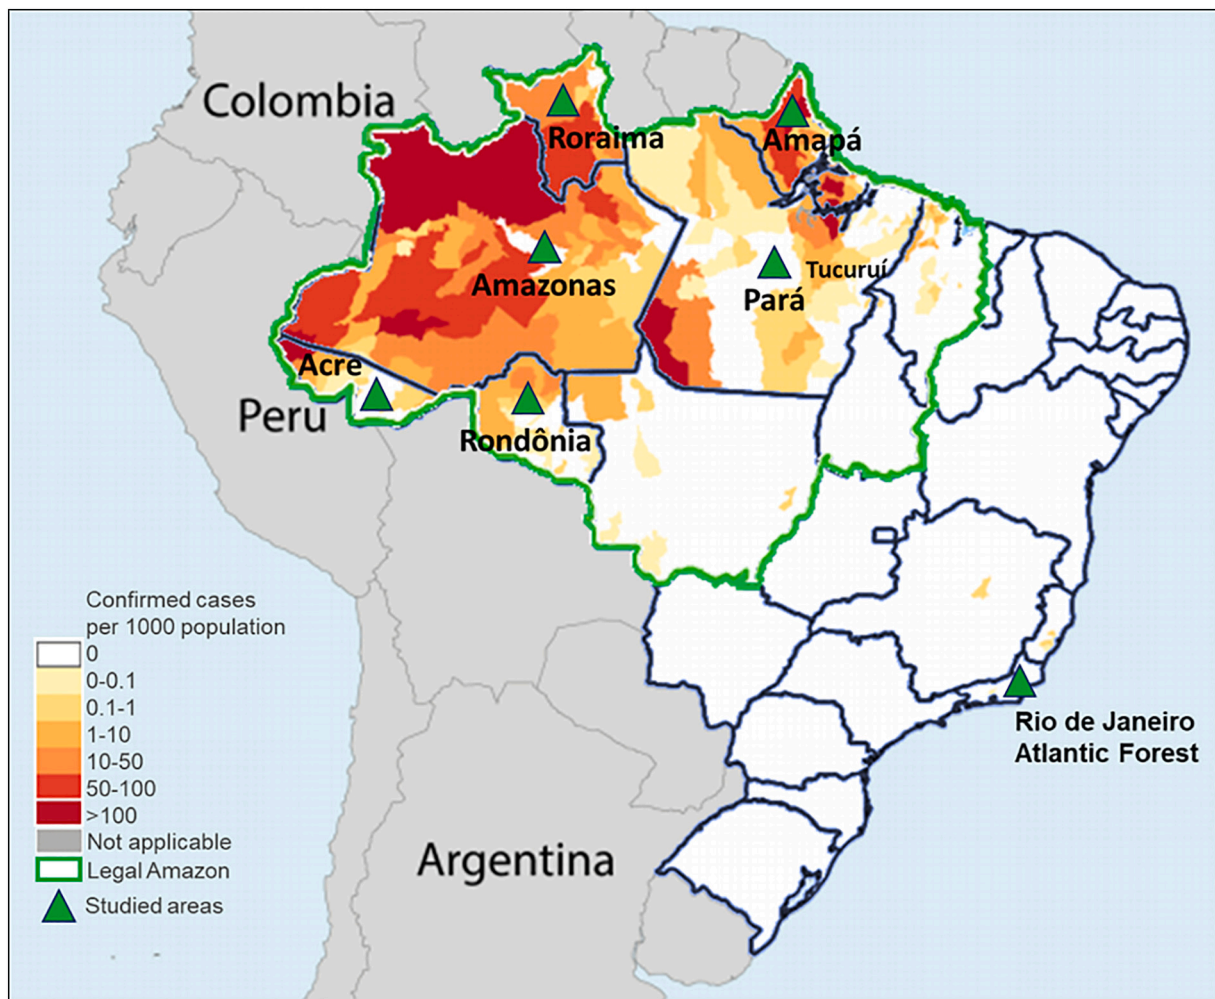 Colombia
Roraima
Amapá
Amazonas
Tucuruí
Pará
Acre
Peru
Rondônia
Confirmed cases
per 1000 population
0
0-0.1
0.1-1
1-10
10-50
50-100
>100
Not applicable
Legal Amazon
Studied areas
Rio de Janeiro
Atlantic Forest
Argentina